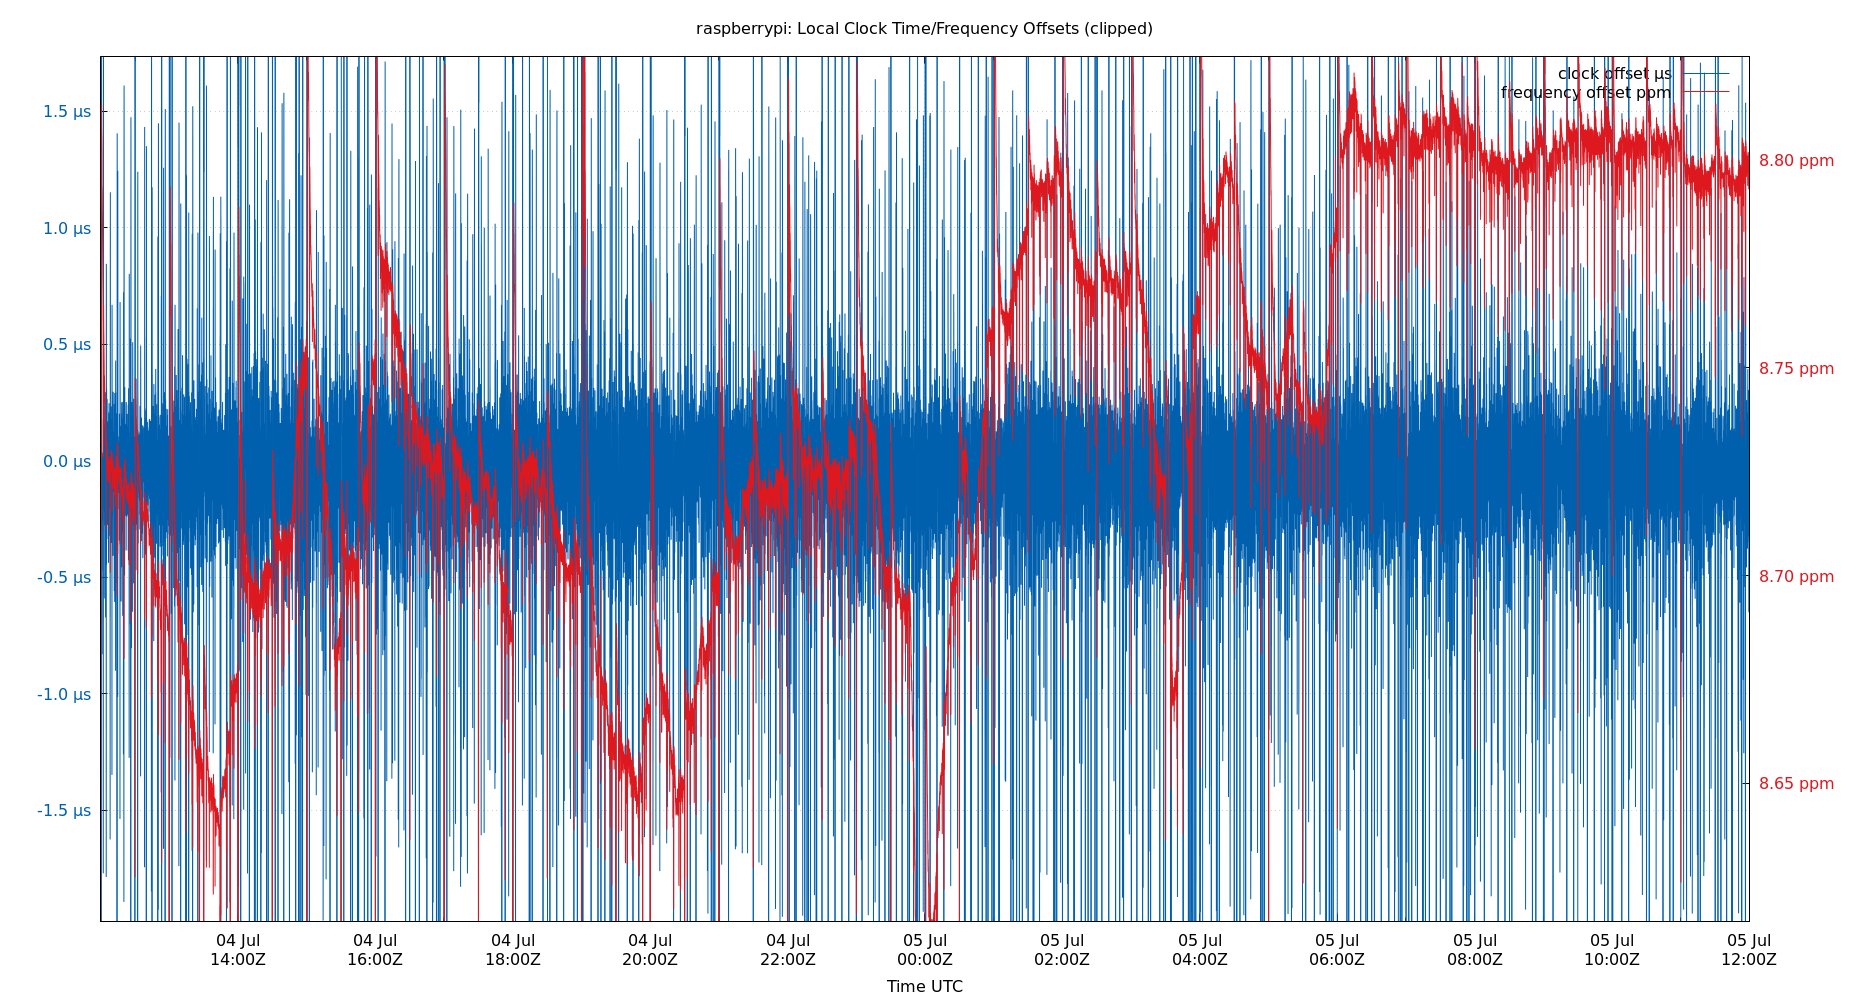 raspberrypi: Local Clock Time/Frequency Offsets (clipped)
clock offset µs
frequency offset ppm
1.5 µs
1.0 µs
0.5 µs
0.0 µs
-0.5 µs
-1.0 µs
-1.5 µs
8.80 ppm
8.75 ppm
8.70 ppm
8.65 ppm
04 Jul
14:00Z
04 Jul
16:00Z
04 Jul
18:00Z
04 Jul
20:00Z
04 Jul
22:00Z
05 Jul
00:00Z
05 Jul
02:00Z
05 Jul
04:00Z
05 Jul
06:00Z
05 Jul
08:00Z
05 Jul
10:00Z
05 Jul
12:00Z
Time UTC